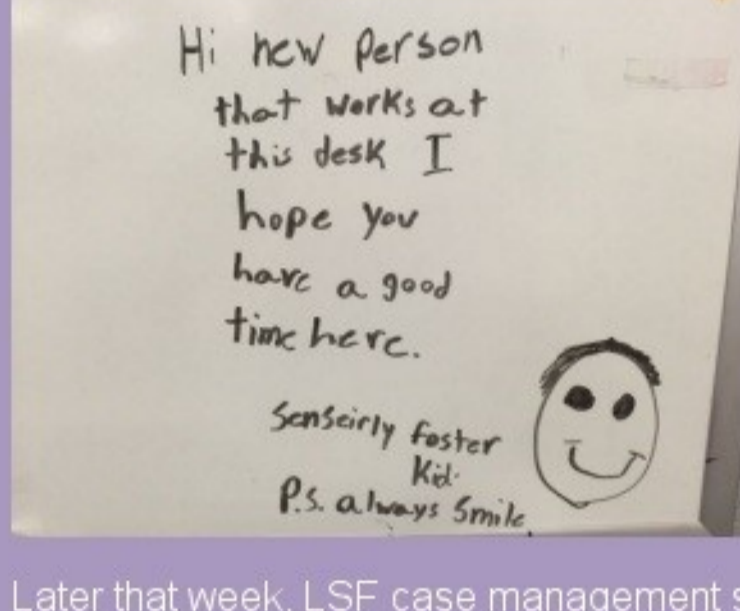 Hi new person
that works at
this desk I
hope you
have a good
time here.
Senseirly foster
Kid.
P.S. always smile
Later that week, LSF case management s